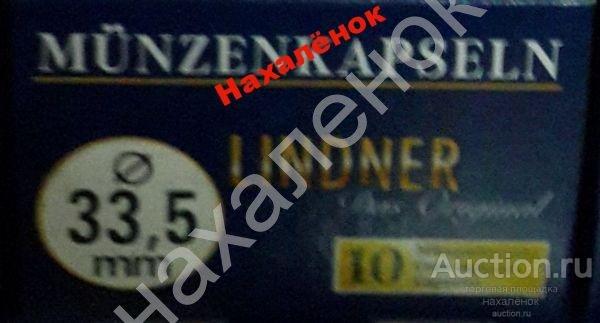 MÜNZENKAPSELN
Нахалёнок
нахаленок
LINDNER
Das Original
Ø
33,5
mm
10
Auction.ru
торговая площадка
нахалёнок
auction.ru